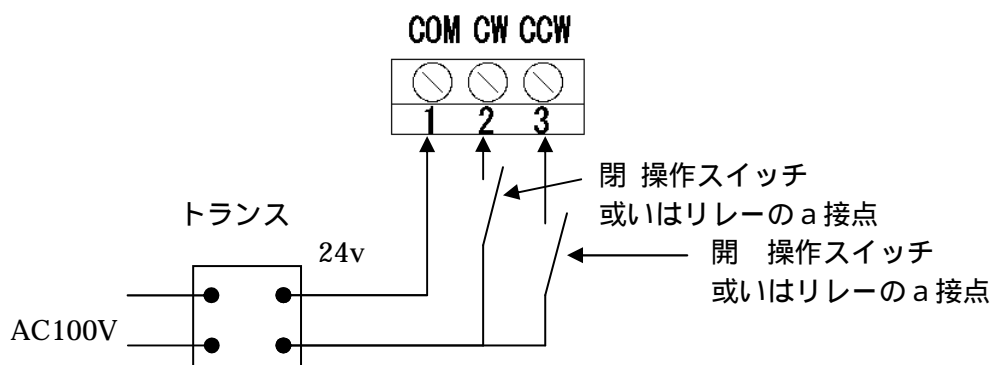 COM CW CCW
1 2 3
閉 操作スイッチ
或いはリレーのａ接点
トランス
24v
開　操作スイッチ
或いはリレーのａ接点
AC100V